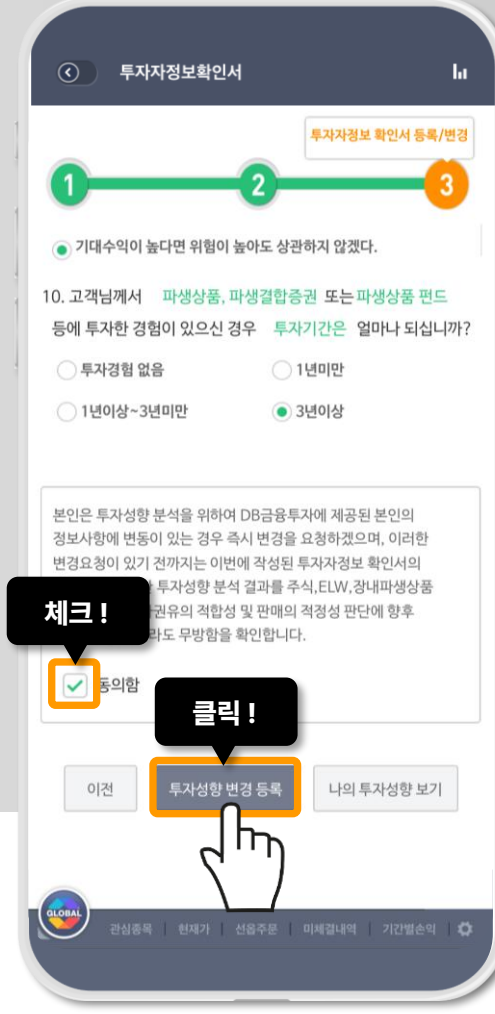 투자자정보확인서
투자자정보 확인서 등록/변경
1 2 3
기대수익이 높다면 위험이 높아도 상관하지 않겠다.
10. 고객님께서 파생상품, 파생결합증권 또는 파생상품 펀드
등에 투자한 경험이 있으신 경우 투자기간은 얼마나 되십니까?
투자경험 없음 1년미만
1년이상~3년미만 3년이상
본인은 투자성향 분석을 위하여 DB금융투자에 제공된 본인의
정보사항에 변동이 있는 경우 즉시 변경을 요청하겠으며, 이러한
변경요청이 있기 전까지는 이번에 작성된 투자자정보 확인서의
투자성향 분석 결과를 주식,ELW,장내파생상품
권유의 적합성 및 판매의 적정성 판단에 향후
라도 무방함을 확인합니다.
체크 !
동의함
클릭 !
이전 투자성향 변경 등록 나의 투자성향 보기
GLOBAL
관심종목 현재가 선옵주문 미체결내역 기간별손익